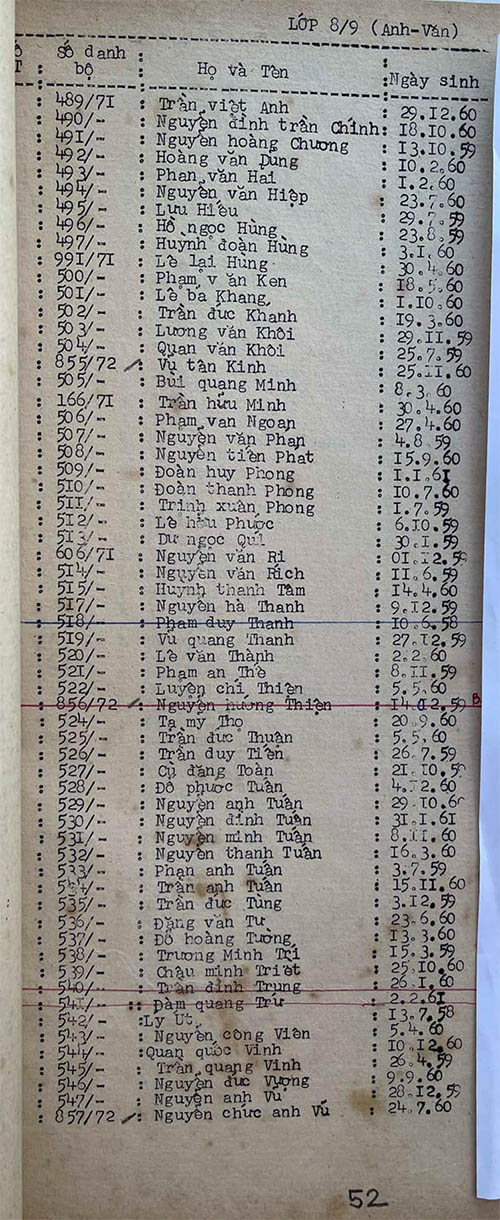 LỚP 8/9 (Anh-Văn)
Số danh bộ : Họ và Tên : Ngày sinh
: 489/71 : Trần việt Anh : 29.12.60
: 490/- : Nguyễn đình trần Chính : 18.10.60
: 491/- : Nguyễn hoàng Chương : 13.10.59
: 492/- : Hoàng văn Dung : 10.2.60
: 493/- : Phan văn Hai : 1.2.60
: 494/- : Nguyễn văn Hiệp : 23.7.60
: 495/- : Lưu Hiếu : 29.7.59
: 496/- : Hồ ngọc Hùng : 23.8.59
: 497/- : Huỳnh đoàn Hùng : 3.1.60
: 991/71 : Lê lại Hùng : 30.4.60
: 500/- : Phạm v ăn Ken : 18.5.60
: 501/- : Lê bá Khang : 1.10.60
: 502/- : Trần đức Khanh : 19.3.60
: 503/- : Lương văn Khôi : 29.11.59
: 504/- : Quan văn Khôi : 25.7.59
: 855/72 : Vụ tân Kinh : 25.11.60
: 505/- : Bùi quang Minh : 8.3.60
: 166/71 : Trần hữu Minh : 30.4.60
: 506/- : Phạm van Ngoạn : 27.4.60
: 507/- : Nguyễn văn Phan : 4.8.59
: 508/- : Nguyễn tiến Phát : 15.9.60
: 509/- : Đoàn huy Phong : 1.1.61
: 510/- : Đoàn thanh Phong : 10.7.60
: 511/- : Trinh xuân Phong : 1.7.59
: 512/- : Lê hữu Phước : 6.10.59
: 513/- : Dư ngọc Quí : 30.1.59
: 606/71 : Nguyễn văn Ri : 01.12.59
: 514/- : Nguyễn văn Rich : 11.6.59
: 515/- : Huỳnh thanh Tâm : 14.4.60
: 517/- : Nguyễn hà Thanh : 9.12.59
: 518/- : Phạm duy Thanh : 10.6.58
: 519/- : Vũ quang Thanh : 27.12.59
: 520/- : Lê văn Thành : 2.2.60
: 521/- : Phạm an Thê : 8.11.59
: 522/- : Luyện chí Thiện : 5.5.60
: 856/72 : Nguyễn hương Thiện : 14.12.59
: 524/- : Tạ mỹ Thọ : 20.9.60
: 525/- : Trần đức Thuận : 5.5.60
: 526/- : Trần duy Tiến : 26.7.59
: 527/- : Cù đăng Toàn : 21.10.59
: 528/- : Đỗ phước Tuấn : 4.12.60
: 529/- : Nguyễn anh Tuấn : 29.10.60
: 530/- : Nguyễn đình Tuấn : 31.1.61
: 531/- : Nguyễn minh Tuấn : 8.11.60
: 532/- : Nguyễn thanh Tuấn : 16.3.60
: 533/- : Phan anh Tuấn : 3.7.59
: 534/- : Trần anh Tuấn : 15.11.60
: 535/- : Trần đức Tùng : 3.12.59
: 536/- : Đặng văn Tư : 23.6.60
: 537/- : Đỗ hoàng Tường : 13.3.60
: 538/- : Trương Minh Trí : 15.3.59
: 539/- : Châu minh Triết : 25.10.60
: 540/- : Trần đình Trung : 26.1.60
: 541/- : Đàm quang Trư : 2.2.61
: 542/- : Ly Út : 13.7.58
: 543/- : Nguyễn công Viên : 5.4.60
: 544/- : Quan quốc Vinh : 10.12.60
: 545/- : Trần quang Vinh : 26.4.59
: 546/- : Nguyễn đức Vượng : 9.9.60
: 547/- : Nguyễn anh Vũ : 28.12.59
: 857/72 : Nguyễn chức anh Vũ : 24.7.60
52